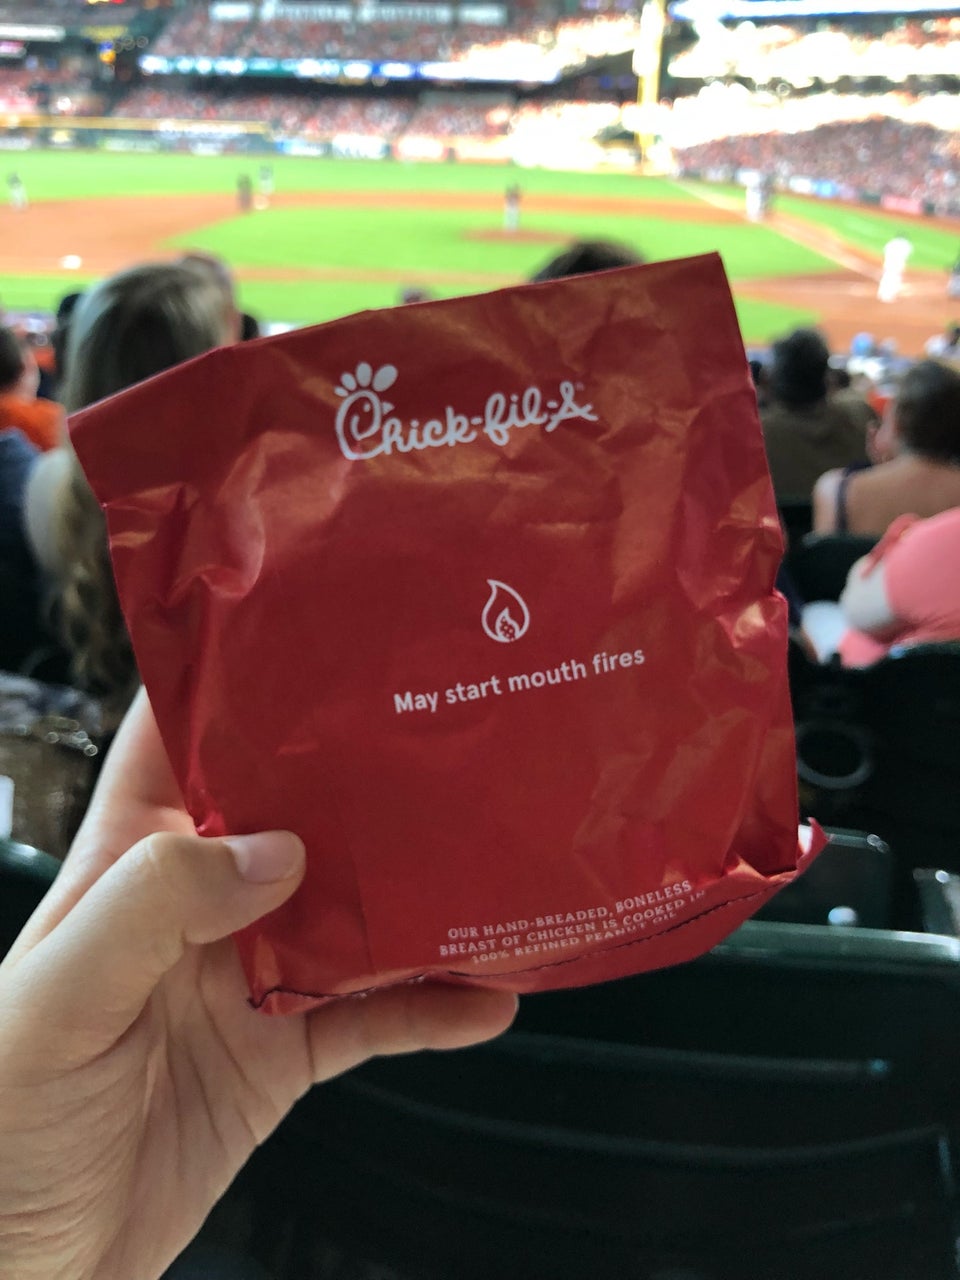 Chick-fil-A
May start mouth fires
OUR HAND-BREADED, BONELESS
BREAST OF CHICKEN IS COOKED IN
100% REFINED PEANUT OIL